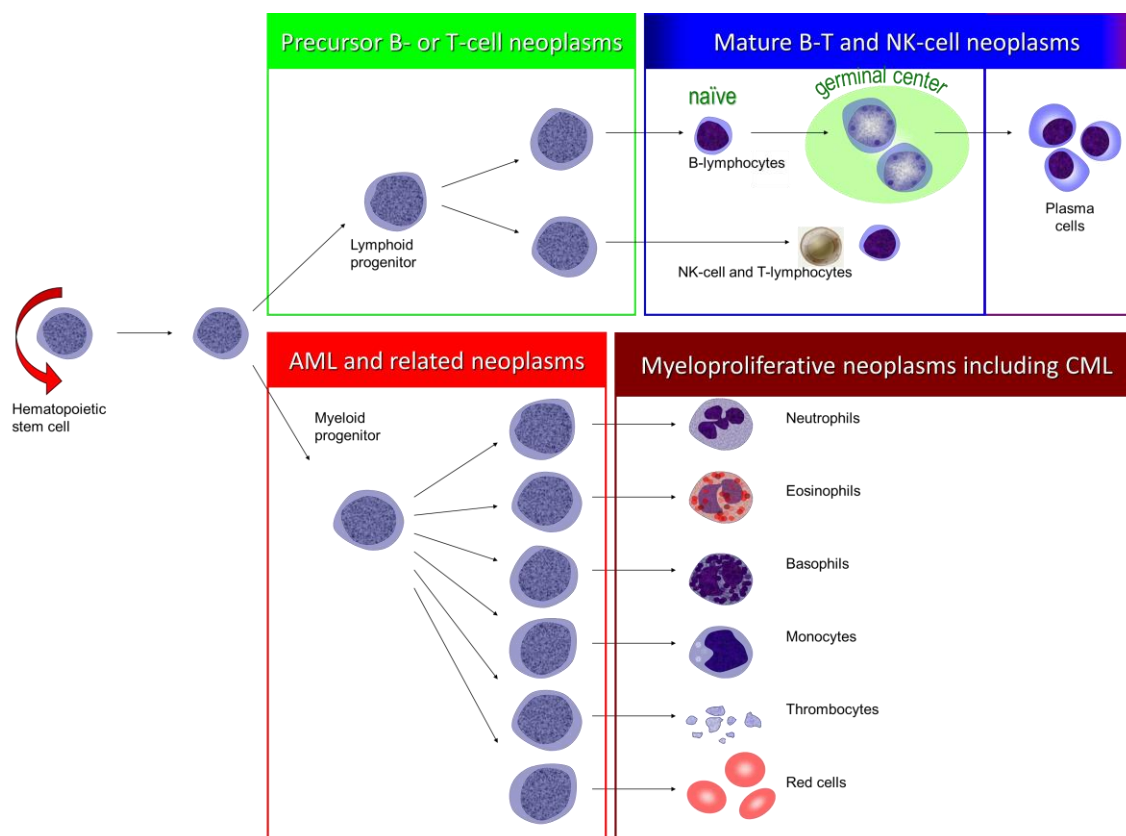 Precursor B- or T-cell neoplasms
Mature B-T and NK-cell neoplasms
naïve
germinal center
B-lymphocytes
Plasma
cells
Lymphoid
progenitor
NK-cell and T-lymphocytes
Hematopoietic
stem cell
AML and related neoplasms
Myeloproliferative neoplasms including CML
Myeloid
progenitor
Neutrophils
Eosinophils
Basophils
Monocytes
Thrombocytes
Red cells